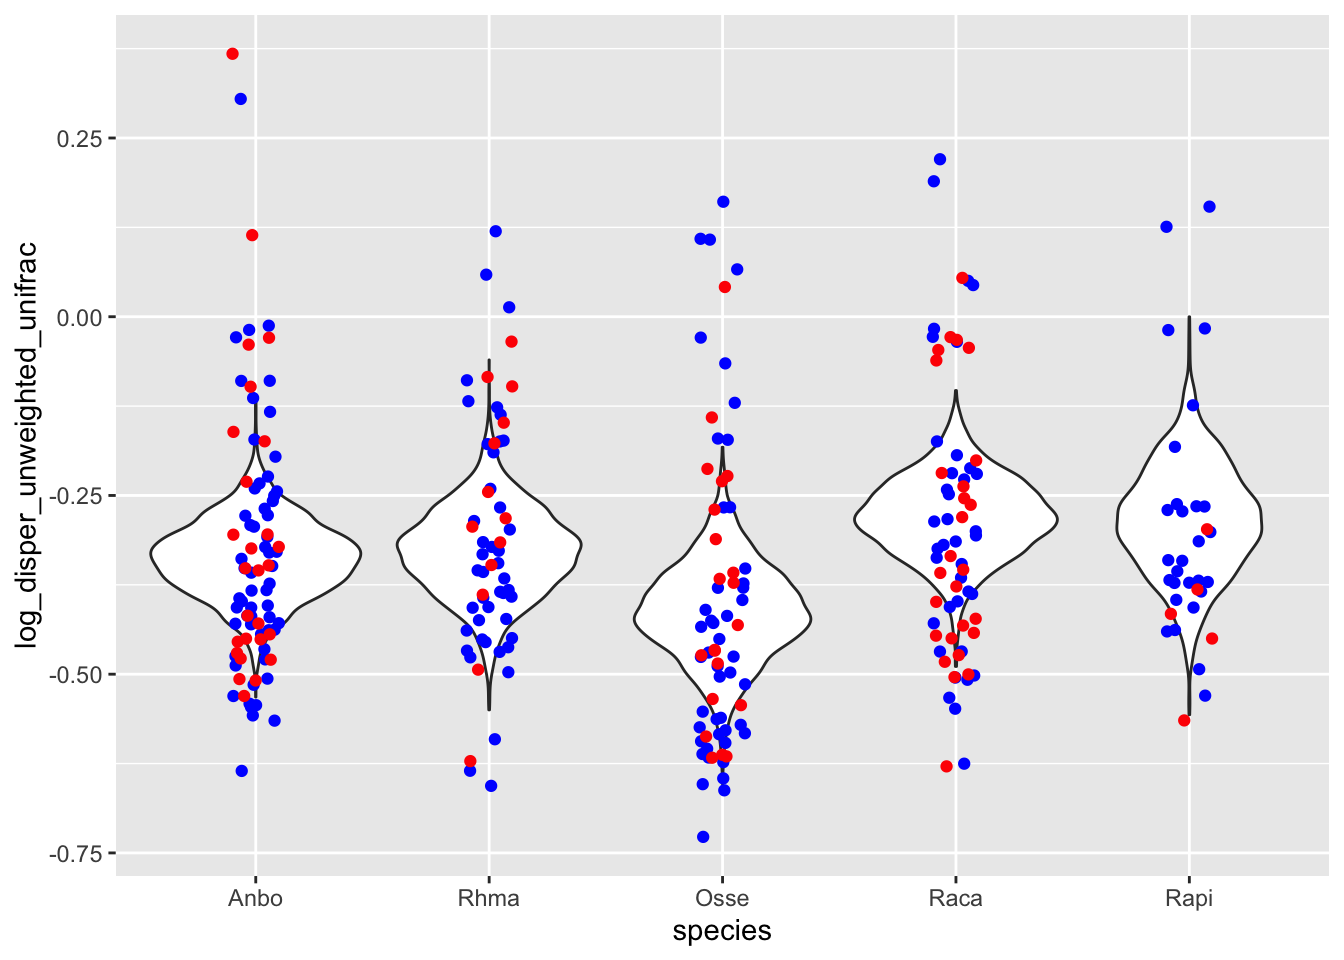 log_disper_unweighted_unifrac
0.25
0.00
-0.25
-0.50
-0.75
Anbo Rhma Osse Raca Rapi
species